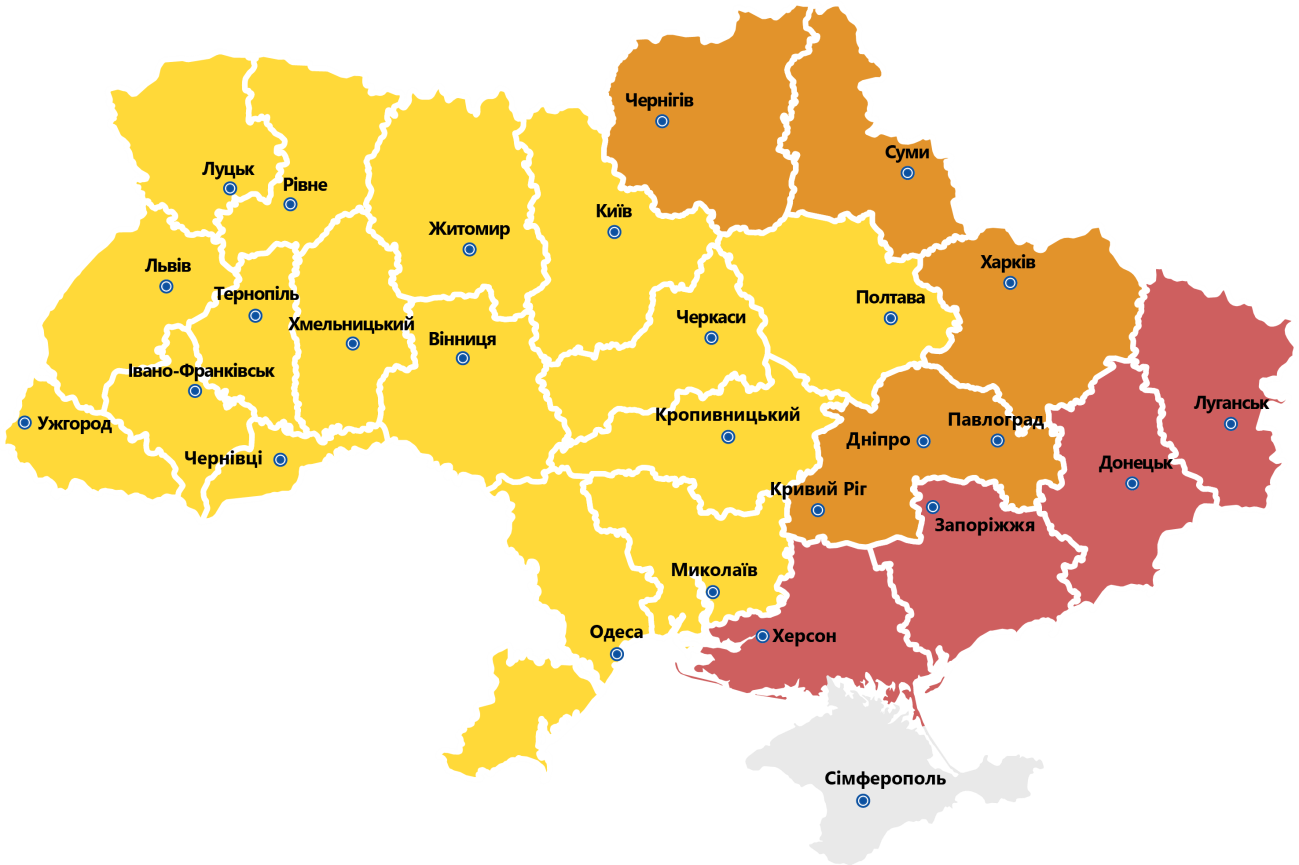 Чернігів
Суми
Луцьк
Рівне
Київ
Житомир
Львів
Харків
Тернопіль
Полтава
Черкаси
Хмельницький
Вінниця
Івано-Франківськ
Луганськ
Кропивницький
Ужгород
Павлоград
Дніпро
Чернівці
Донецьк
Кривий Ріг
Запоріжжя
Миколаїв
Одеса
Херсон
Сімферополь